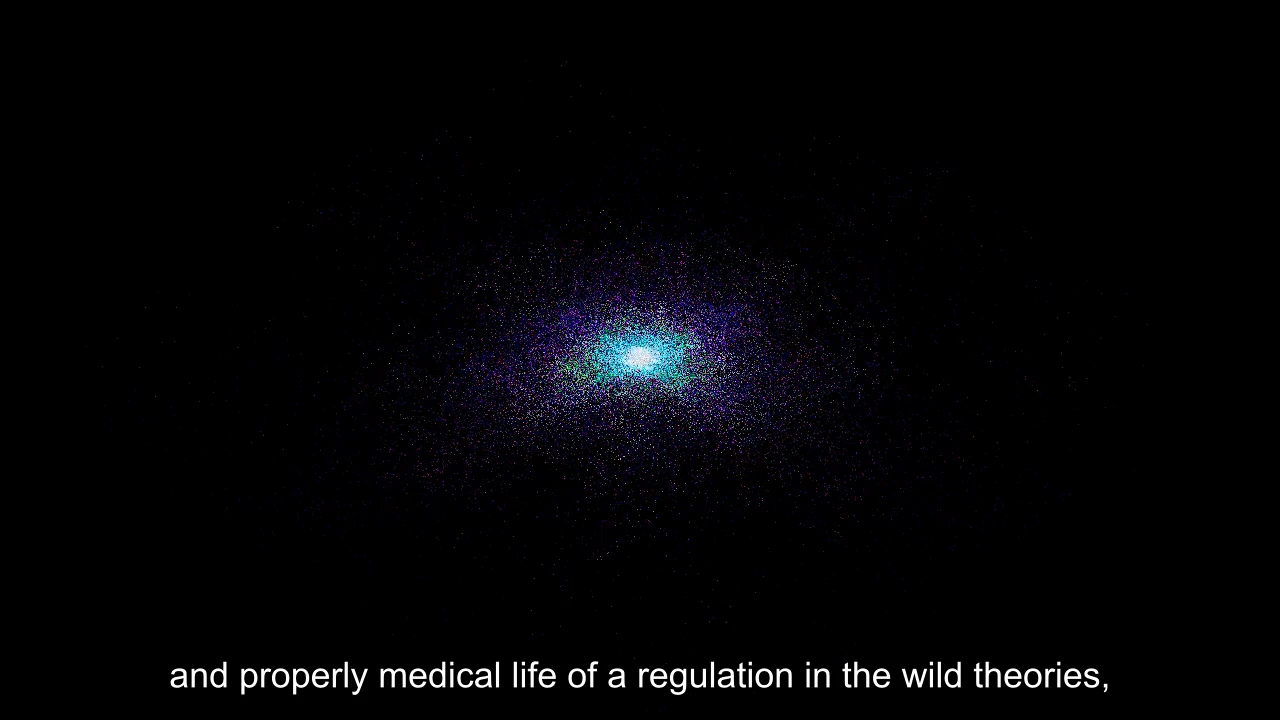 and properly medical life of a regulation in the wild theories,